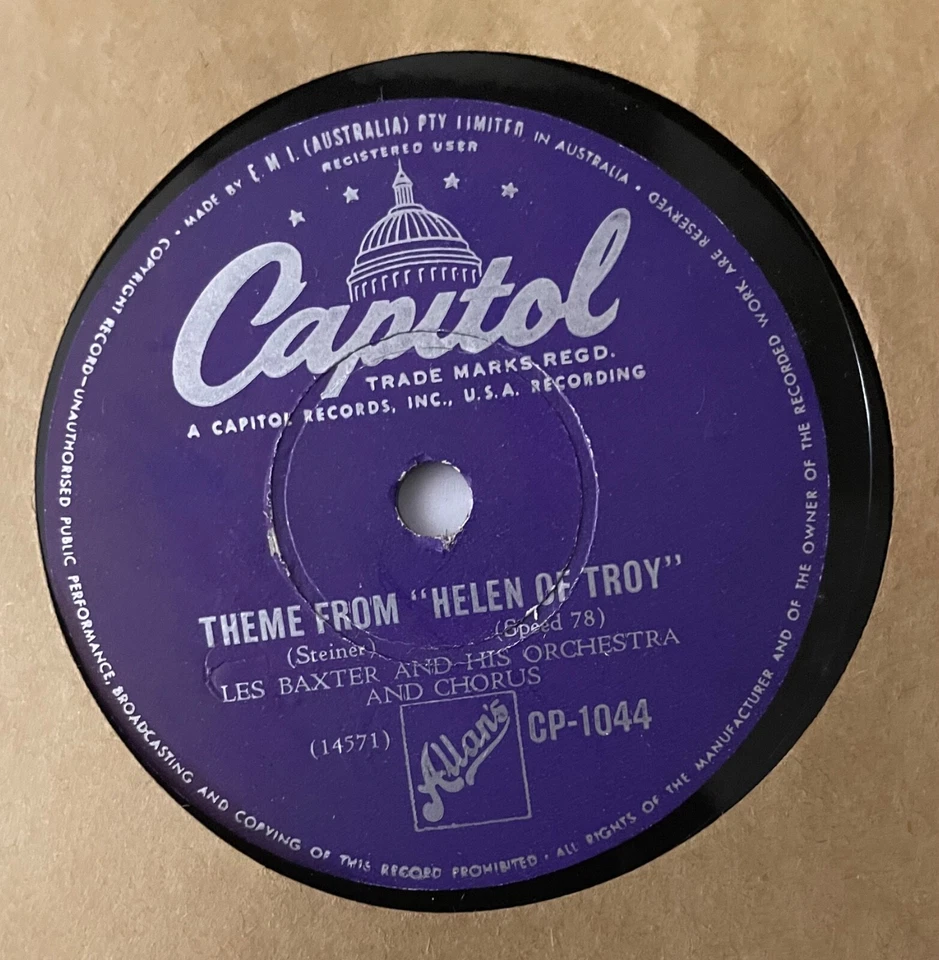 MADE BY E. M I. (AUSTRALIA) PTY LIMITED IN AUSTRALIA • ALL RIGHTS OF THE MANUFACTURER AND OF THE OWNER OF THE RECORDED WORK ARE RESERVED
REGISTERED USER
COPYRIGHT RECORD—UNAUTHORISED PUBLIC PERFORMANCE, BROADCASTING AND COPYING OF THIS RECORD PROHIBITED •
Capitol
TRADE MARKS REGD.
A CAPITOL RECORDS, INC., U.S.A. RECORDING
THEME FROM "HELEN OF TROY"
(Steiner) (Speed 78)
LES BAXTER AND HIS ORCHESTRA
AND CHORUS
(14571) Allan's CP-1044